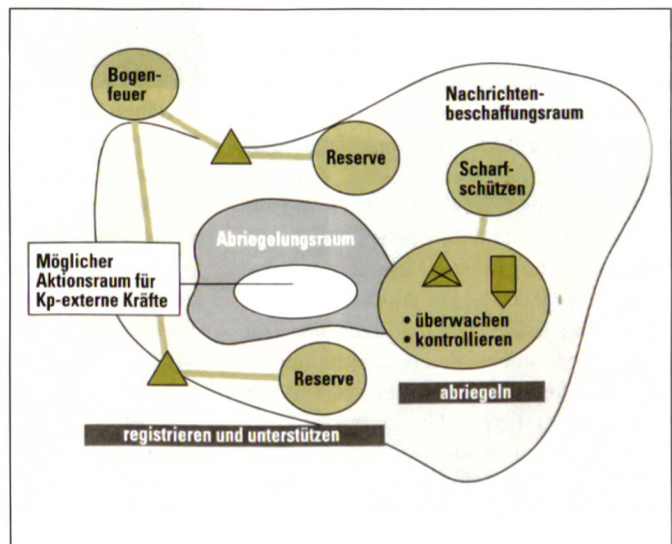 Bogen-
feuer
Nachrichten-
beschaffungsraum
Reserve
Scharf-
schützen
Abriegelungsraum
Möglicher
Aktionsraum für
Kp-externe Kräfte
• überwachen
• kontrollieren
Reserve
abriegeln
registrieren und unterstützen